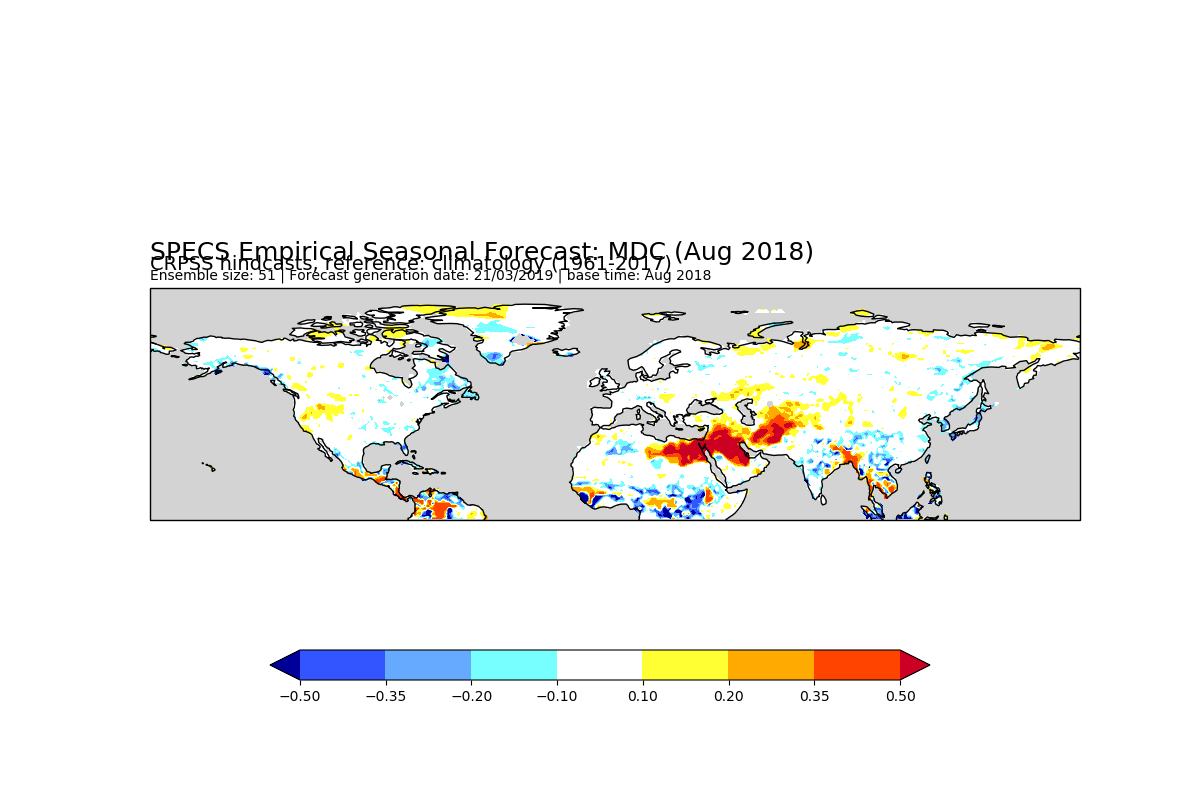 SPECS Empirical Seasonal Forecast: MDC (Aug 2018)
CRPSS hindcasts, reference: climatology (1961-2017)
Ensemble size: 51 | Forecast generation date: 21/03/2019 | base time: Aug 2018
−0.50 −0.35 −0.20 −0.10 0.10 0.20 0.35 0.50